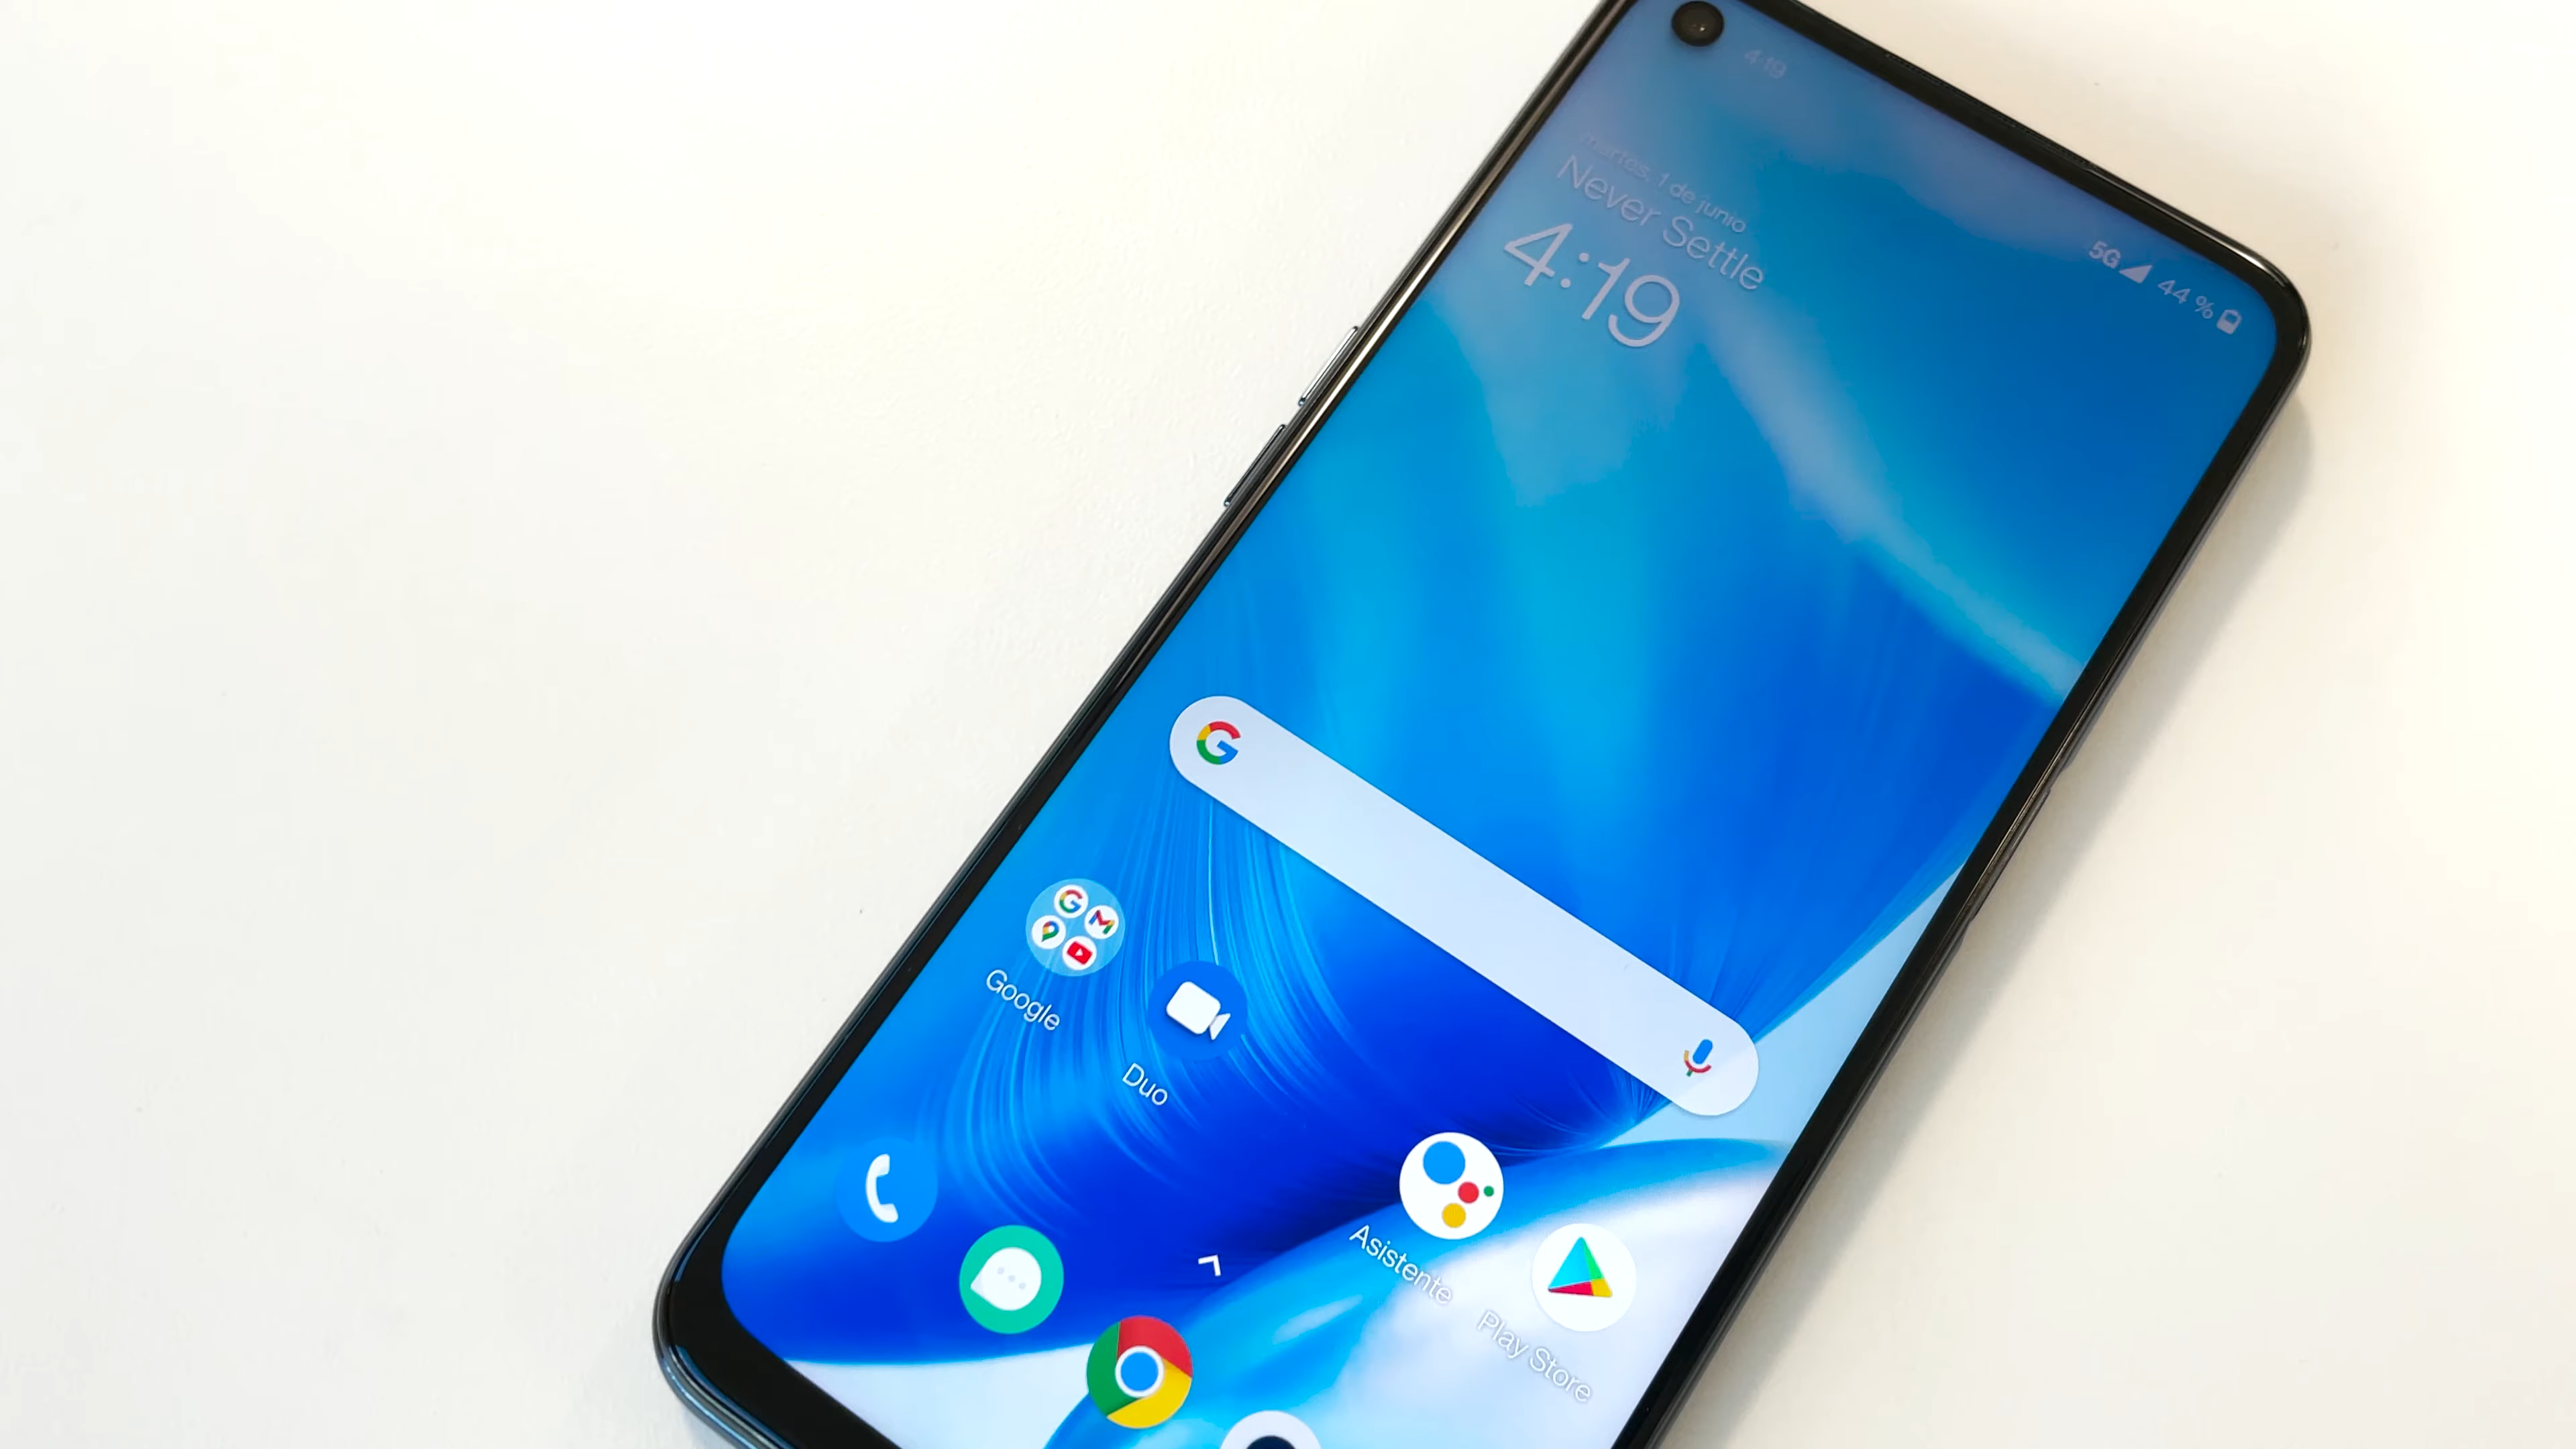 4:19
5G 44 %
martes, 1 de junio
Never Settle
4:19
Google
Duo
Asistente
Play Store